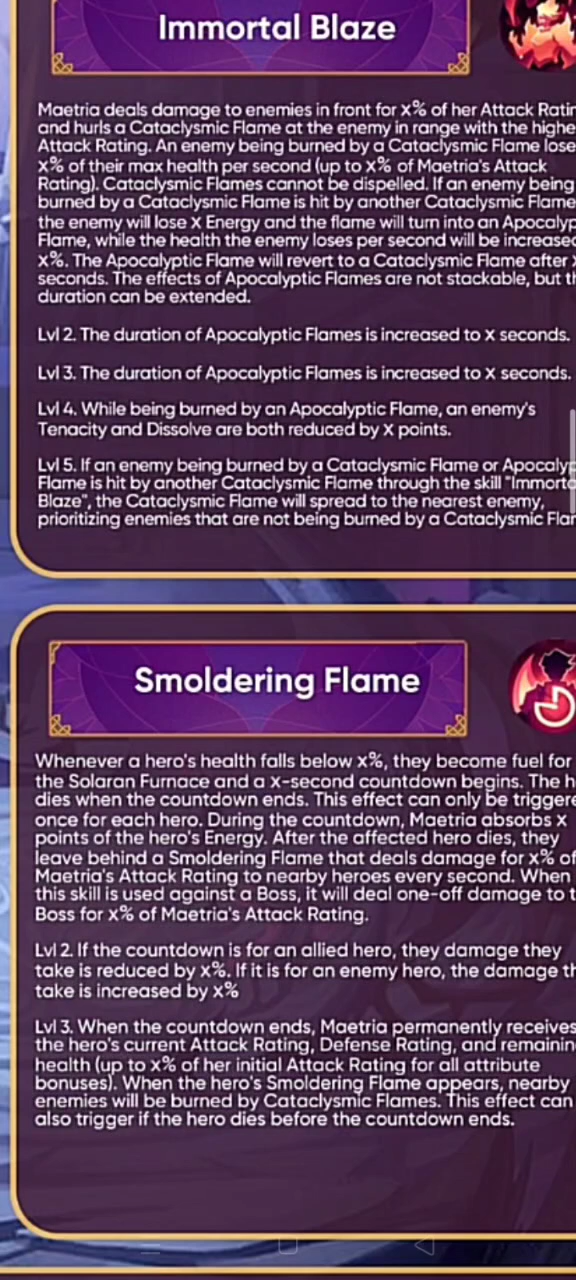 Immortal Blaze
Maetria deals damage to enemies in front for x% of her Attack
and hurls a Cataclysmic Flame at the enemy in range with the
Attack Rating. An enemy being burned by a Cataclysmic Flame
x% of their max health per second (up to x% of Maetria's Attack
Rating). Cataclysmic Flames cannot be dispelled. If an enemy being
burned by a Cataclysmic Flame is hit by another Cataclysmic Flame
the enemy will lose X Energy and the flame will turn into an
Flame, while the health the enemy loses per second will be increased
x%. The Apocalyptic Flame will revert to a Cataclysmic Flame after
seconds. The effects of Apocalyptic Flames are not stackable, but
duration can be extended.
Lvl 2. The duration of Apocalyptic Flames is increased to X seconds.
Lvl 3. The duration of Apocalyptic Flames is increased to X seconds.
Lvl 4. While being burned by an Apocalyptic Flame, an enemy's
Tenacity and Dissolve are both reduced by X points.
Lvl 5. If an enemy being burned by a Cataclysmic Flame or
Flame is hit by another Cataclysmic Flame through the skill
Blaze", the Cataclysmic Flame will spread to the nearest enemy,
prioritizing enemies that are not being burned by a Cataclysmic
Smoldering Flame
Whenever a hero's health falls below x%, they become fuel for
the Solaran Furnace and a x-second countdown begins. The
dies when the countdown ends. This effect can only be
once for each hero. During the countdown, Maetria absorbs x
points of the hero's Energy. After the affected hero dies, they
leave behind a Smoldering Flame that deals damage for x% of
Maetria's Attack Rating to nearby heroes every second. When
this skill is used against a Boss, it will deal one-off damage to
Boss for x% of Maetria's Attack Rating.
Lvl 2. If the countdown is for an allied hero, they damage they
take is reduced by x%. If it is for an enemy hero, the damage
take is increased by x%
Lvl 3. When the countdown ends, Maetria permanently receives
the hero's current Attack Rating, Defense Rating, and
health (up to x% of her initial Attack Rating for all attribute
bonuses). When the hero's Smoldering Flame appears, nearby
enemies will be burned by Cataclysmic Flames. This effect can
also trigger if the hero dies before the countdown ends.